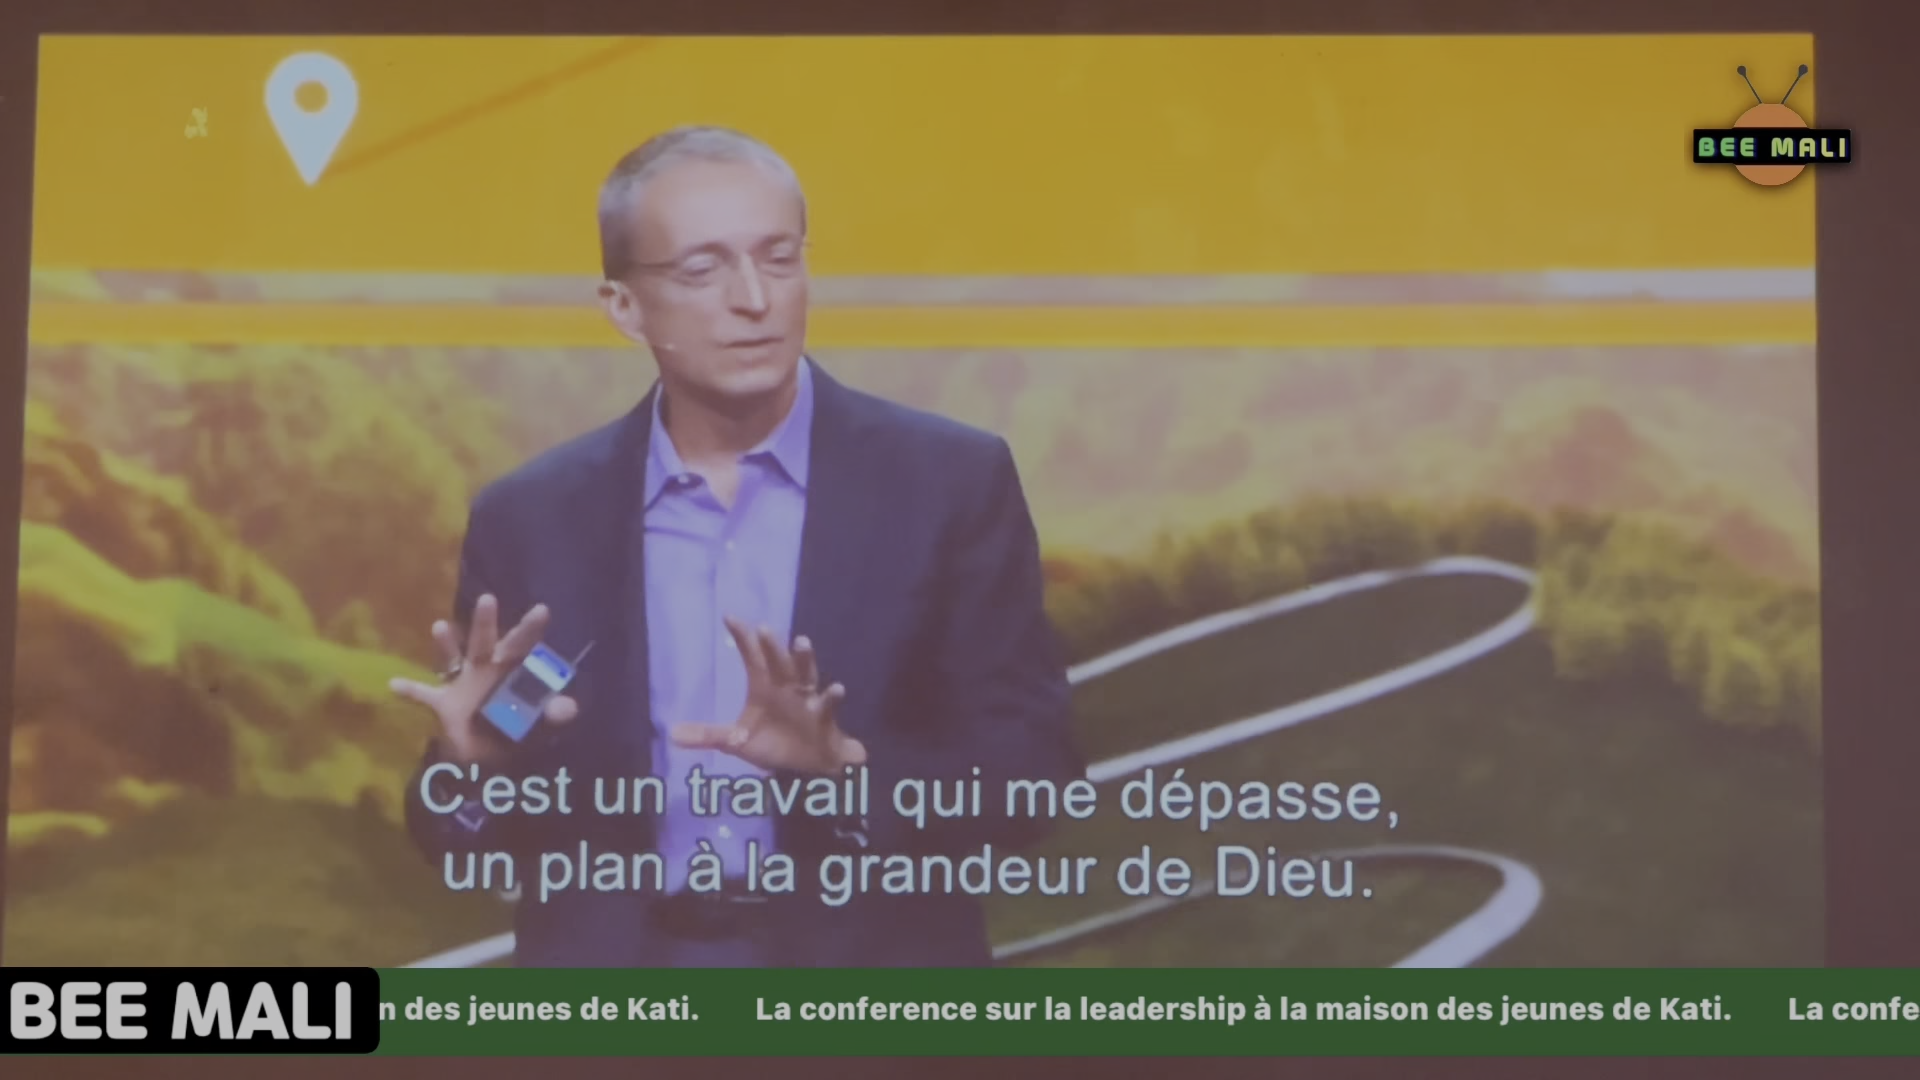 BEE MALI
C'est un travail qui me dépasse,
un plan à la grandeur de Dieu.
BEE MALI
n des jeunes de Kati. La conference sur la leadership à la maison des jeunes de Kati. La confe